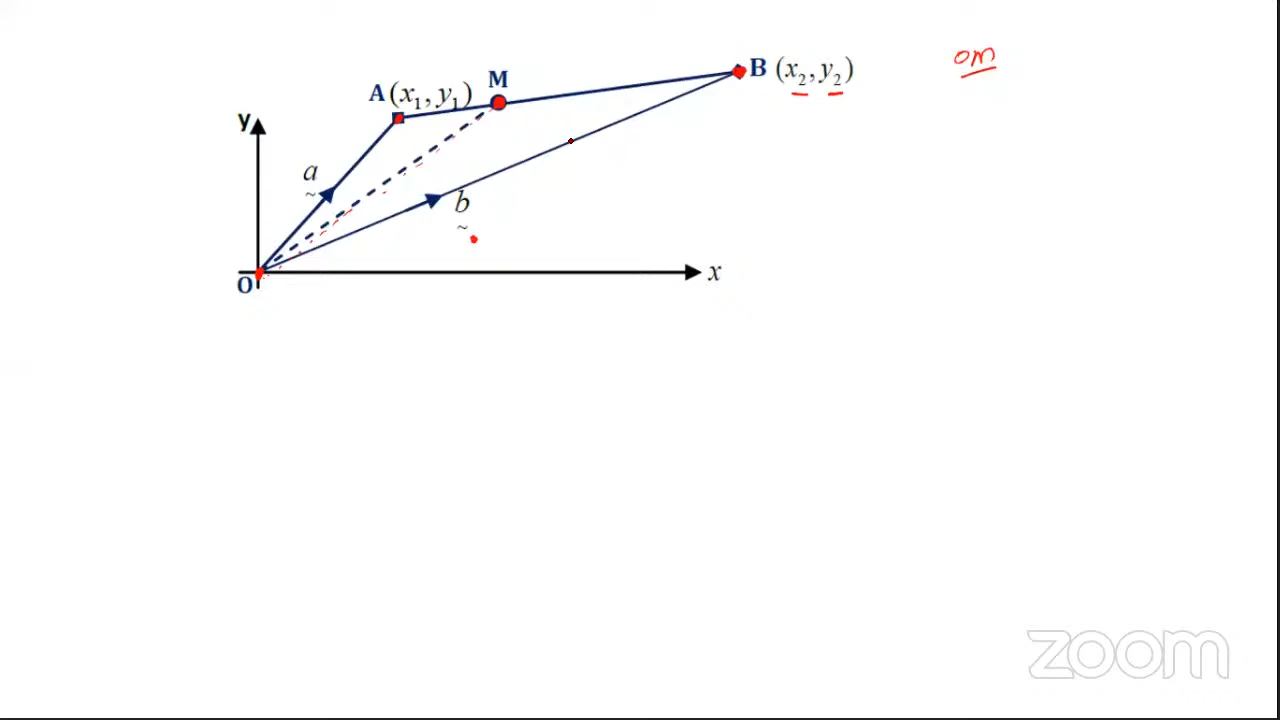 om
M
A (x₁, y₁)
B (x₂, y₂)
y
a
~
b
~
O
x
zoom